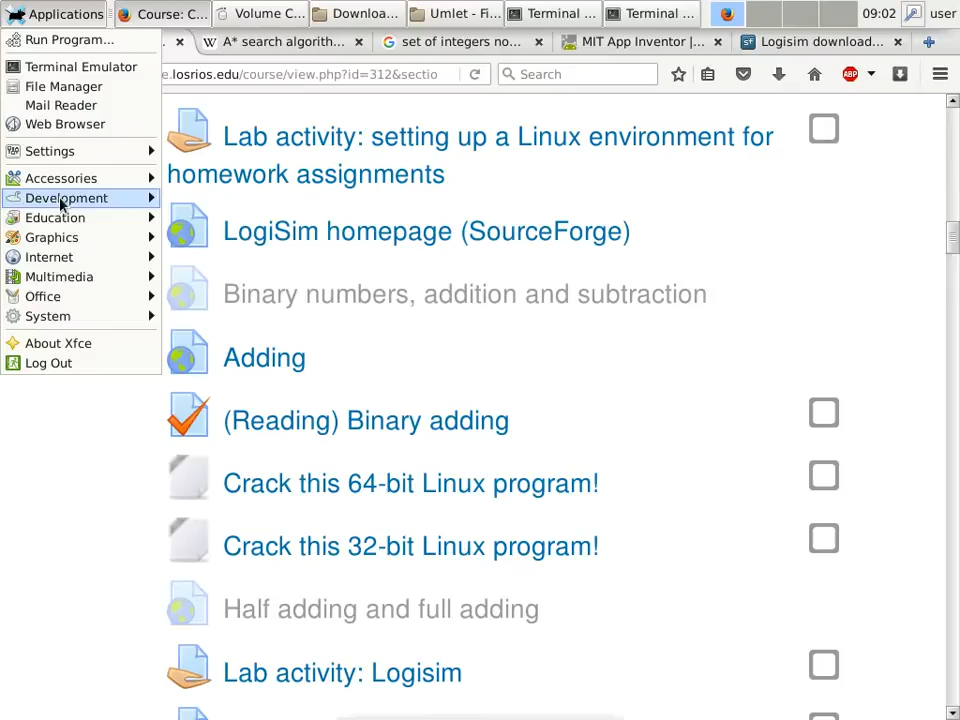 Applications
Course: C...
Volume C...
Downloa...
Umlet - Fi...
Terminal ...
Terminal ...
09:02
user
Run Program...
Terminal Emulator
File Manager
Mail Reader
Web Browser
Settings
Accessories
Development
Education
Graphics
Internet
Multimedia
Office
System
About Xfce
Log Out
A* search algorith...
set of integers no...
MIT App Inventor |...
Logisim download...
e.losrios.edu/course/view.php?id=312&sectio
Search
ABP
Lab activity: setting up a Linux environment for
homework assignments
LogiSim homepage (SourceForge)
Binary numbers, addition and subtraction
Adding
(Reading) Binary adding
Crack this 64-bit Linux program!
Crack this 32-bit Linux program!
Half adding and full adding
Lab activity: Logisim